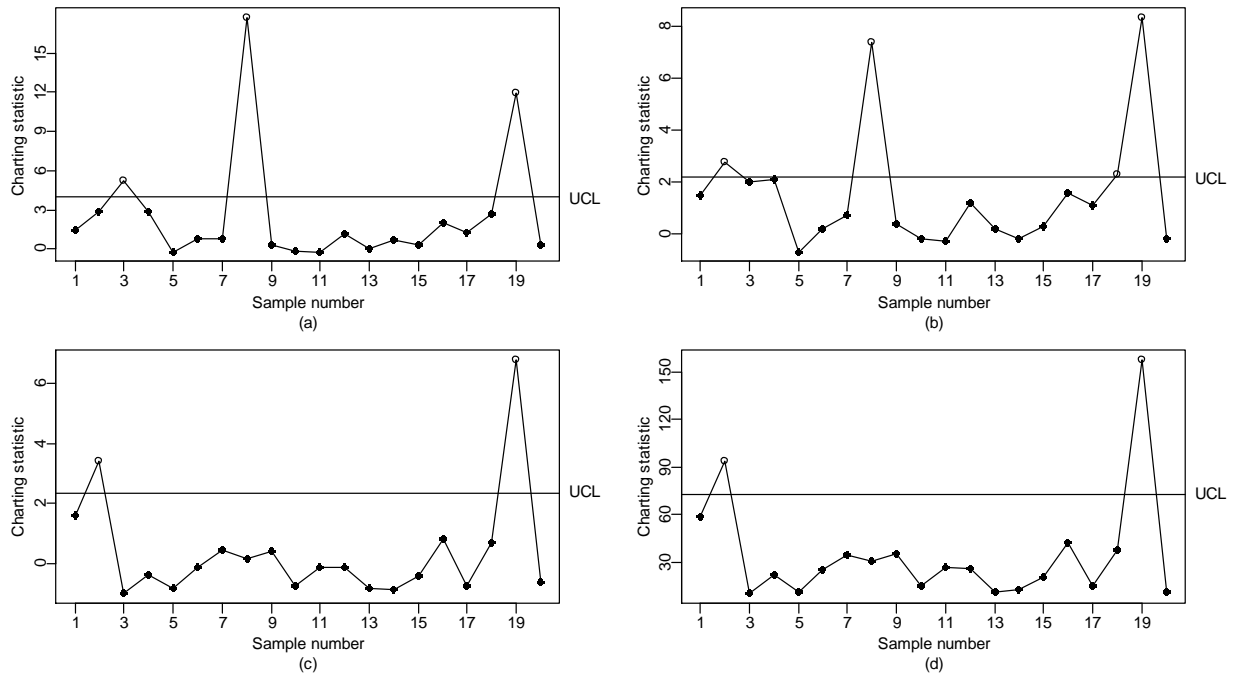 Charting statistic
15
12
9
6
3
0
UCL
1 3 5 7 9 11 13 15 17 19
Sample number
(a)
Charting statistic
8
6
4
2
0
UCL
1 3 5 7 9 11 13 15 17 19
Sample number
(b)
Charting statistic
6
4
2
0
UCL
1 3 5 7 9 11 13 15 17 19
Sample number
(c)
Charting statistic
150
120
90
60
30
UCL
1 3 5 7 9 11 13 15 17 19
Sample number
(d)